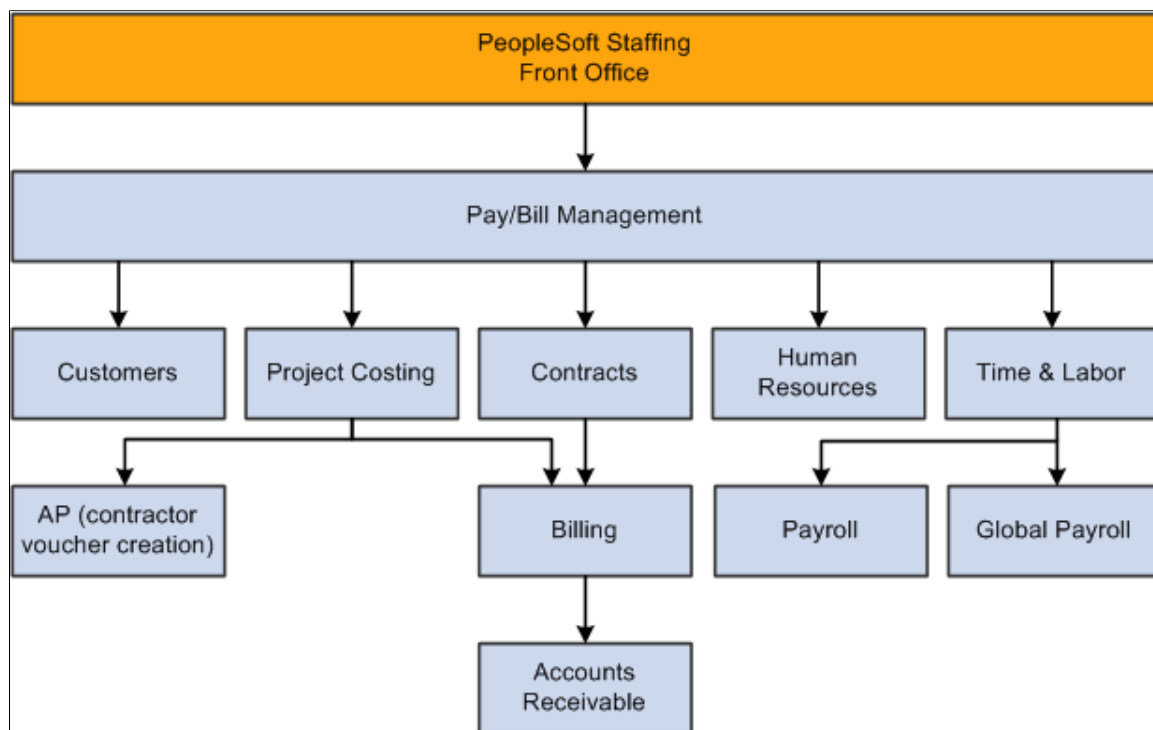 PeopleSoft Staffing
Front Office
Pay/Bill Management
Customers
Project Costing
Contracts
Human
Resources
Time & Labor
AP (contractor
voucher creation)
Billing
Payroll
Global Payroll
Accounts
Receivable